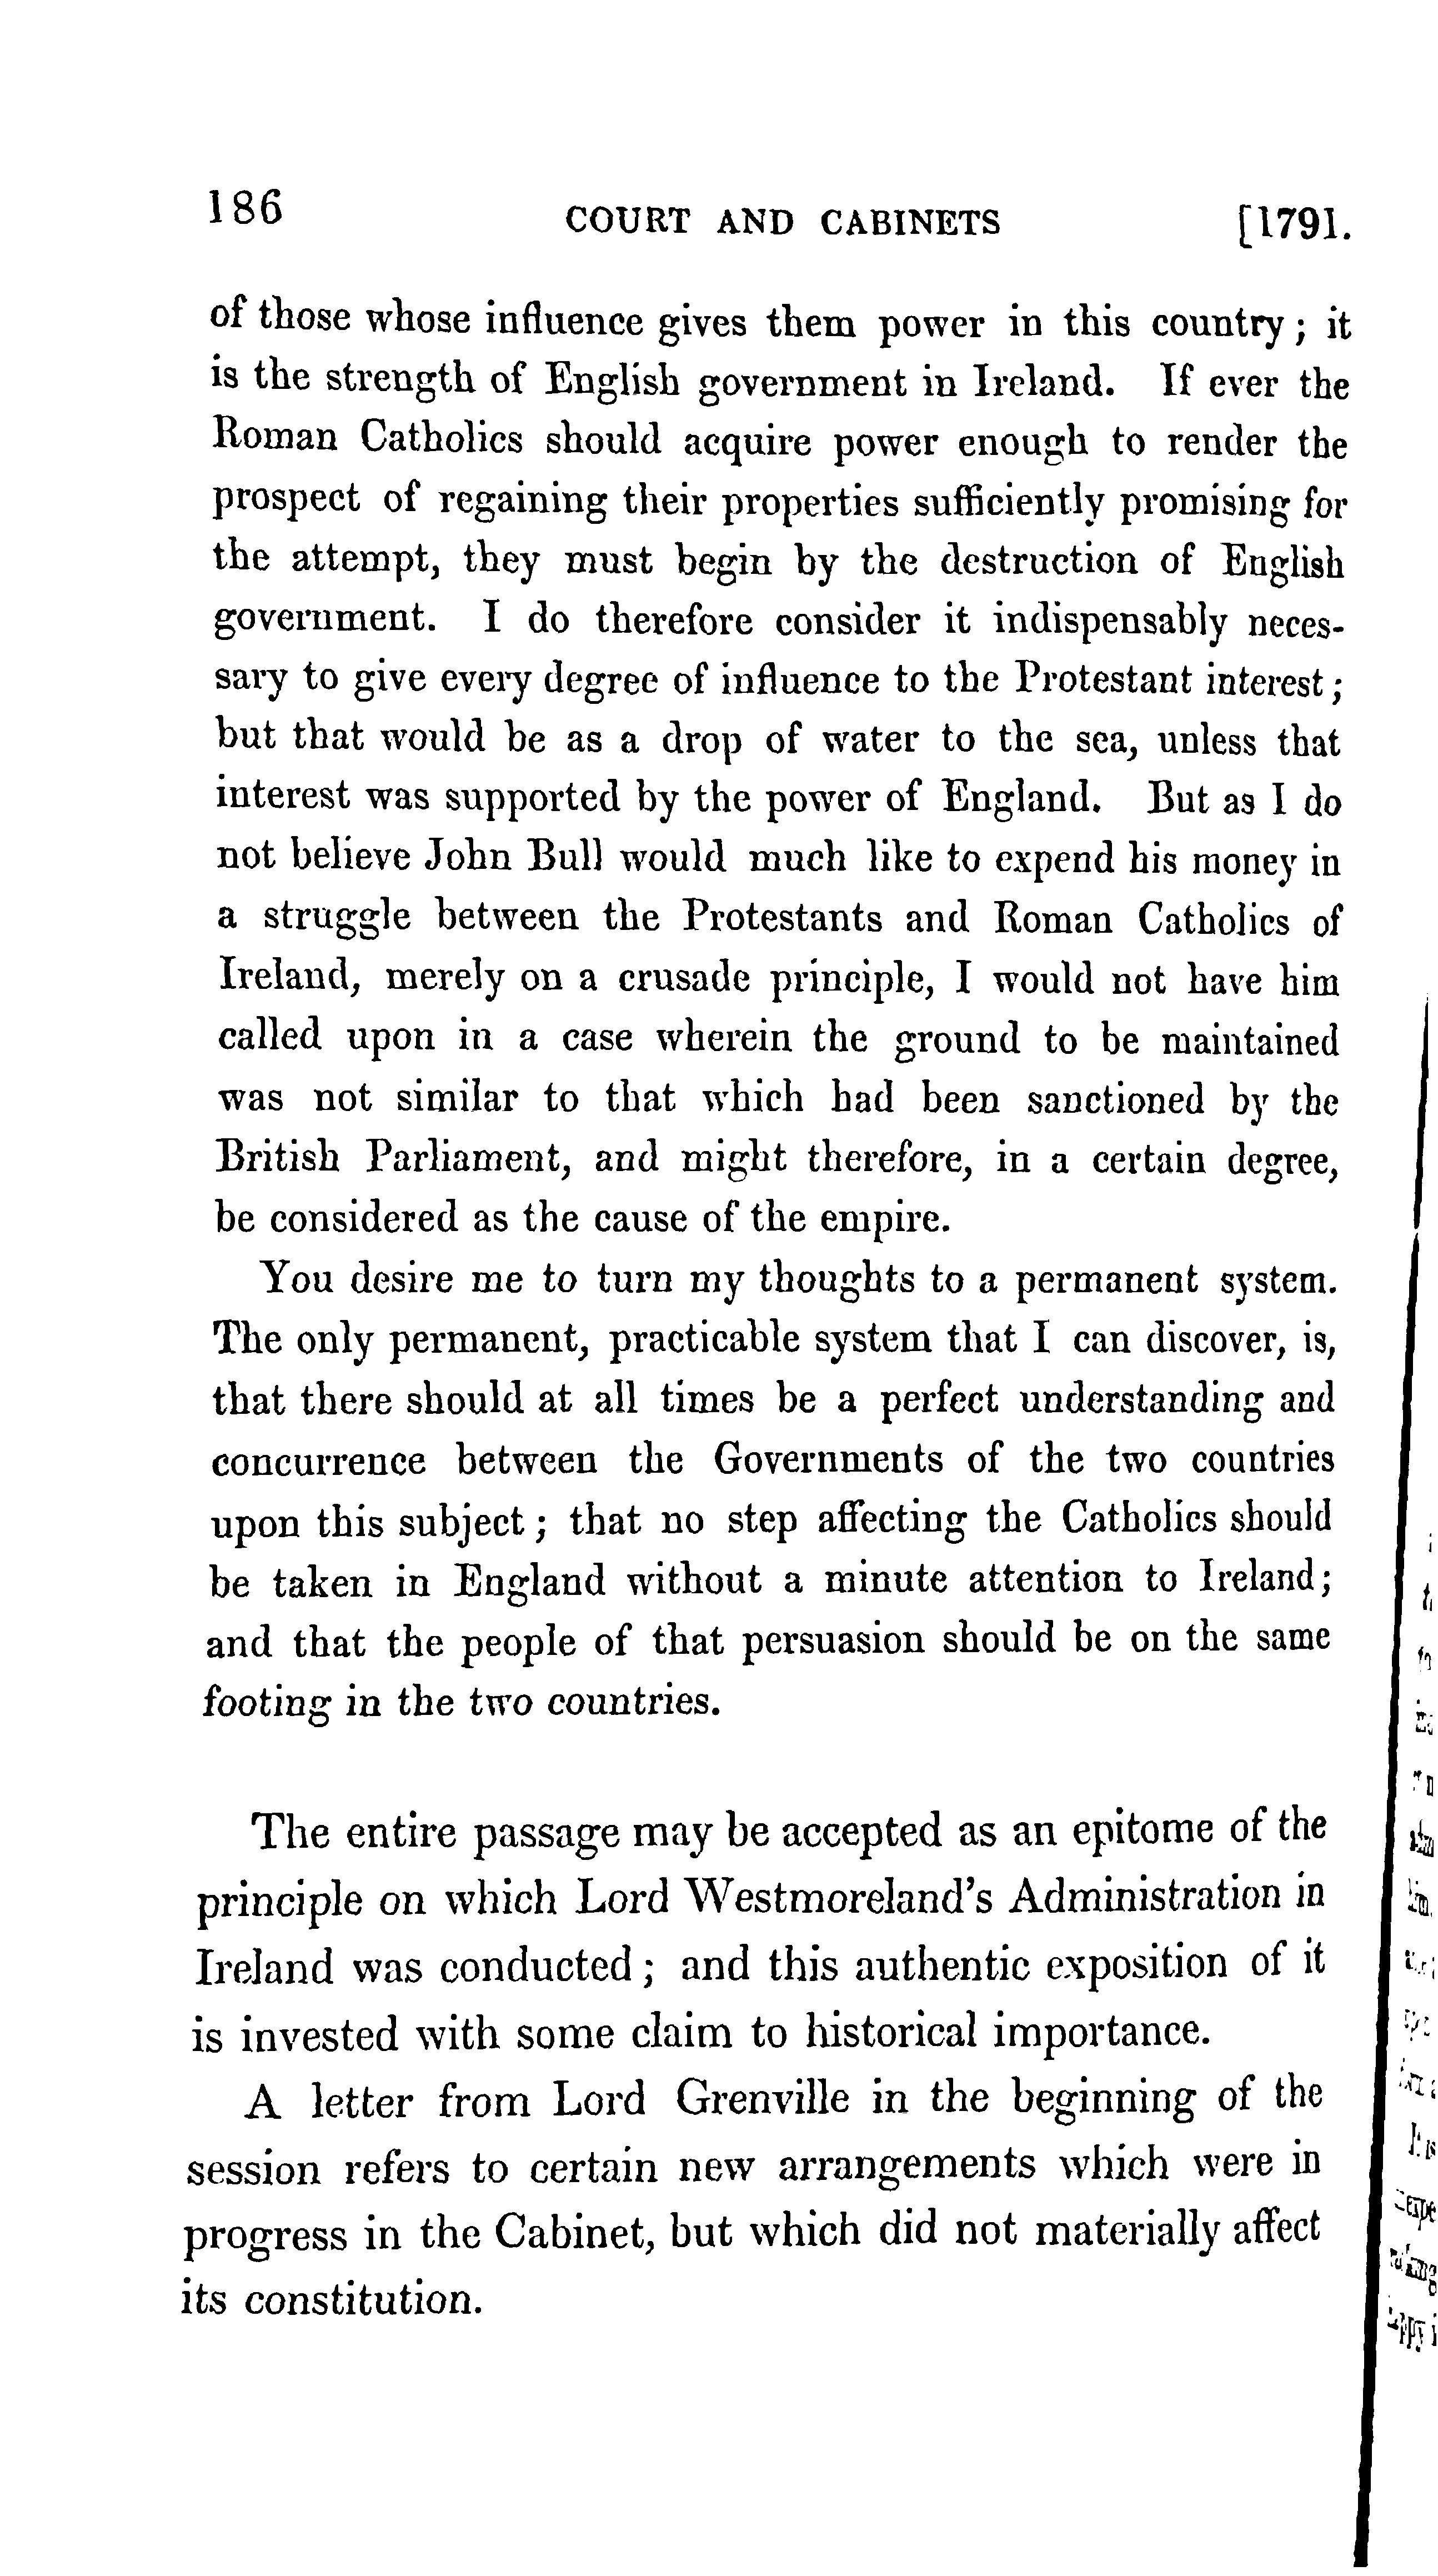 186 COURT AND CABINETS [1791.
of those whose influence gives them power in this country; it
is the strength of English government in Ireland. If ever the
Roman Catholics should acquire power enough to render the
prospect of regaining their properties sufficiently promising for
the attempt, they must begin by the destruction of English
government. I do therefore consider it indispensably neces-
sary to give every degree of influence to the Protestant interest;
but that would be as a drop of water to the sea, unless that
interest was supported by the power of England. But as I do
not believe John Bull would much like to expend his money in
a struggle between the Protestants and Roman Catholics of
Ireland, merely on a crusade principle, I would not have him
called upon in a case wherein the ground to be maintained
was not similar to that which had been sanctioned by the
British Parliament, and might therefore, in a certain degree,
be considered as the cause of the empire.
You desire me to turn my thoughts to a permanent system.
The only permanent, practicable system that I can discover, is,
that there should at all times be a perfect understanding and
concurrence between the Governments of the two countries
upon this subject; that no step affecting the Catholics should
be taken in England without a minute attention to Ireland;
and that the people of that persuasion should be on the same
footing in the two countries.
The entire passage may be accepted as an epitome of the
principle on which Lord Westmoreland's Administration in
Ireland was conducted; and this authentic exposition of it
is invested with some claim to historical importance.
A letter from Lord Grenville in the beginning of the
session refers to certain new arrangements which were in
progress in the Cabinet, but which did not materially affect
its constitution.